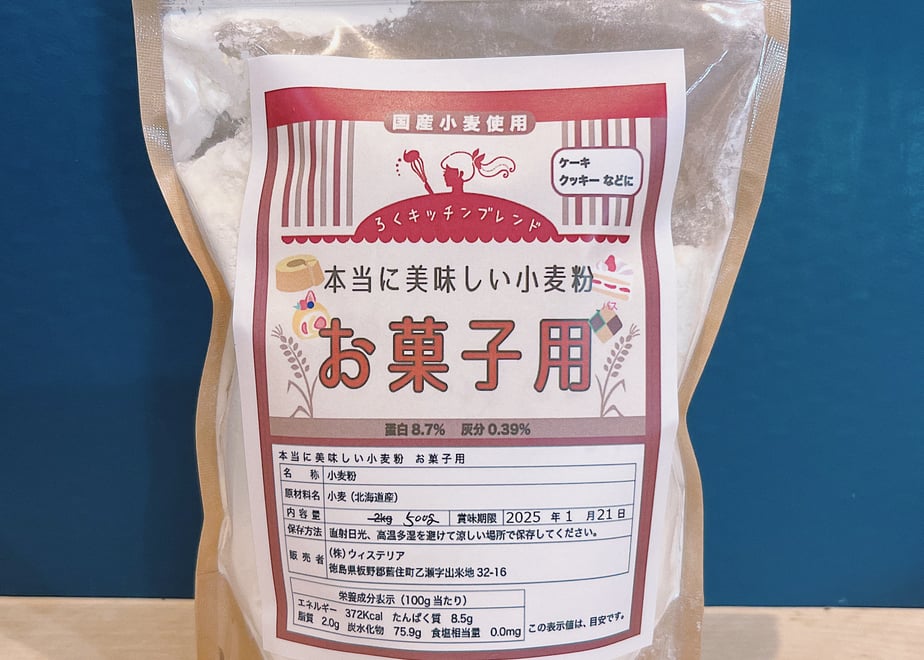 国産小麦使用
ケーキ
クッキー などに
ろくキッチンブレンド
本当に美味しい小麦粉
お菓子用
蛋白 8.7% 灰分 0.39%
本当に美味しい小麦粉 お菓子用
名 称 小麦粉
原材料名 小麦（北海道産）
内容量 2kg 500g 賞味期限 2025 年 1 月 21 日
保存方法 直射日光、高温多湿を避けて涼しい場所で保存してください。
販売者 （株）ウィステリア
徳島県板野郡藍住町乙瀬字出来地 32-16
栄養成分表示（100g 当たり）
エネルギー 372Kcal たんぱく質 8.5g
脂質 2.0g 炭水化物 75.9g 食塩相当量 0.0mg
この表示値は、目安です。